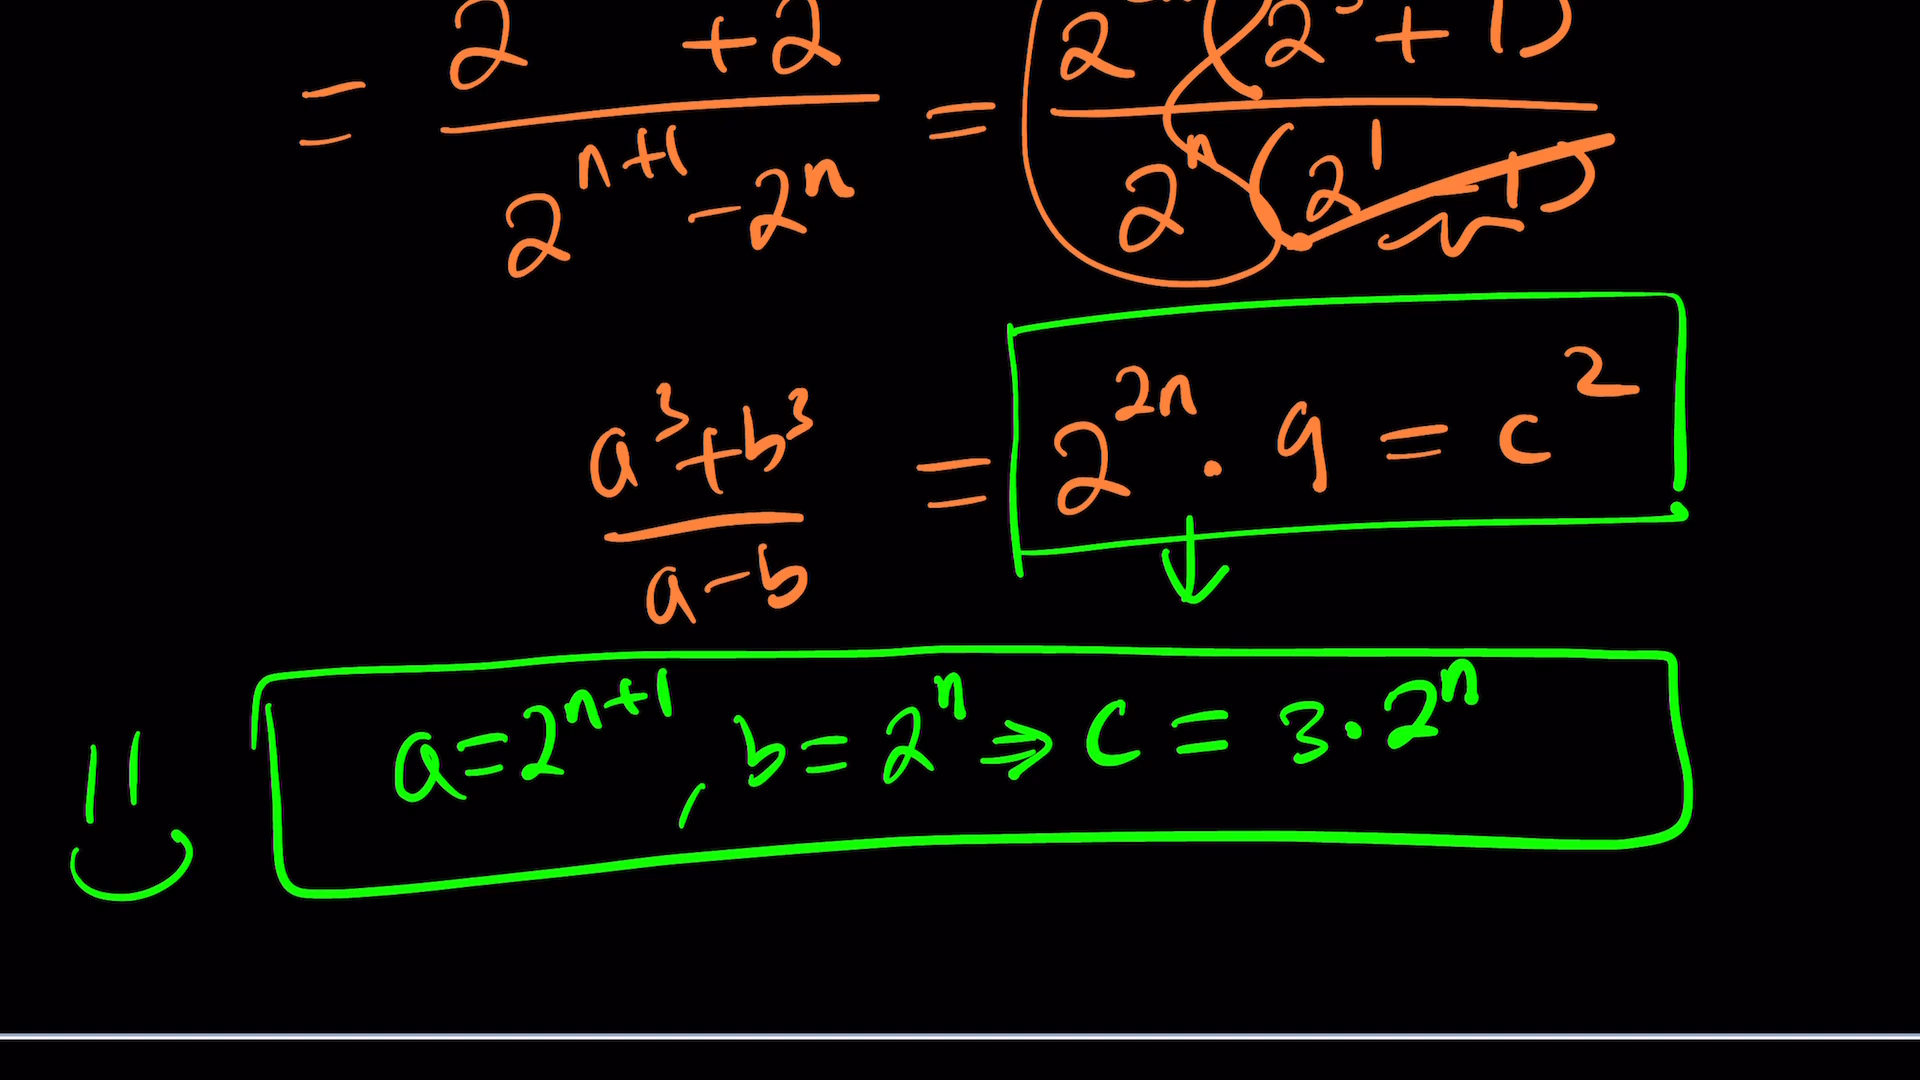 = (2 + 2)/(2^(n+1) - 2^n) = 2 (2^3 + 1)/(2^n (2^1 - 1))
(a^3 + b^3)/(a - b) = 2^(2n) · 9 = c^2
a = 2^(n+1), b = 2^n ⇒ c = 3 · 2^n